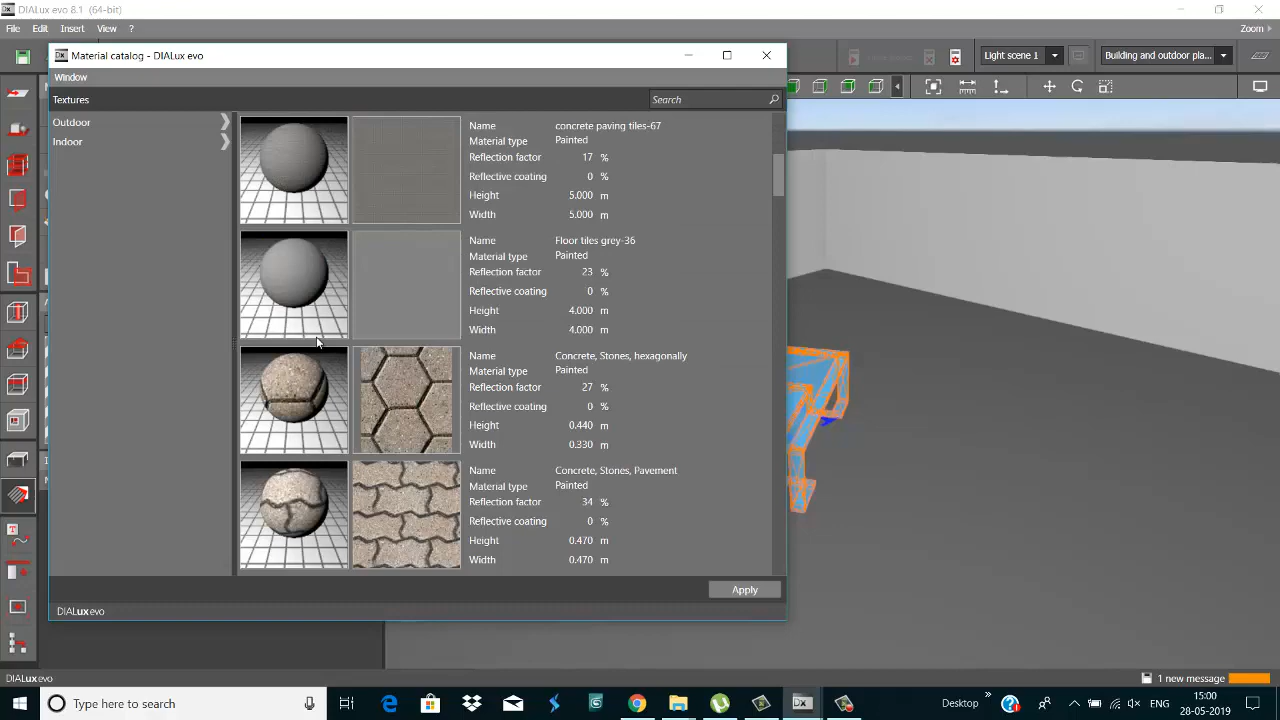 DIALux evo 8.1 (64-bit)
File Edit Insert View ?
Zoom
Material catalog - DIALux evo
Light scene 1
Building and outdoor pla...
Window
Textures
Search
Outdoor
Indoor
Name concrete paving tiles-67
Material type Painted
Reflection factor 17 %
Reflective coating 0 %
Height 5.000 m
Width 5.000 m
Name Floor tiles grey-36
Material type Painted
Reflection factor 23 %
Reflective coating 0 %
Height 4.000 m
Width 4.000 m
Name Concrete, Stones, hexagonally
Material type Painted
Reflection factor 27 %
Reflective coating 0 %
Height 0.440 m
Width 0.330 m
Name Concrete, Stones, Pavement
Material type Painted
Reflection factor 34 %
Reflective coating 0 %
Height 0.470 m
Width 0.470 m
Apply
DIALux evo
DIALux evo
1 new message
Type here to search
Desktop
ENG
15:00
28-05-2019